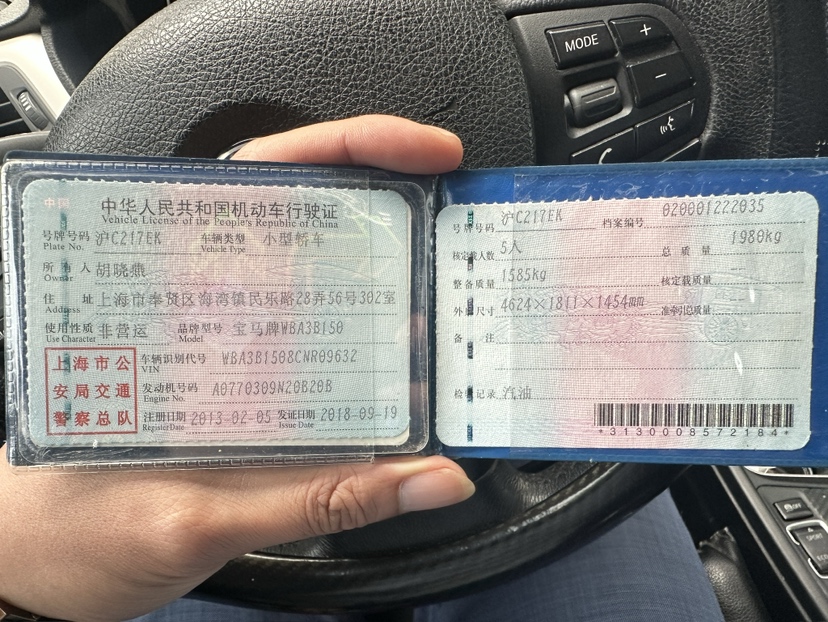 MODE
+
−
中国
中华人民共和国机动车行驶证
Vehicle License of the People's Republic of China
号牌号码 沪C217EK 车辆类型 小型轿车
Plate No. Vehicle Type
所有人 胡晓燕
Owner
住址 上海市奉贤区海湾镇民乐路28弄56号302室
Address
使用性质 非营运 品牌型号 宝马牌WBA3B150
Use Character Model
上海市公
安局交通
警察总队
车辆识别代号 WBA3B1508CNR09632
VIN
发动机号码 A0770309N20B20B
Engine No.
注册日期 2013-02-05 发证日期 2018-09-19
Register Date Issue Date
号牌号码 沪C217EK 档案编号 020001222035
核定载人数 5人 总质量 1980kg
整备质量 1585kg 核定载质量 --
外廓尺寸 4624×1811×1454mm 准牵引总质量 --
备注
检验记录 汽油
*3130008572184*
OFF
SPORT